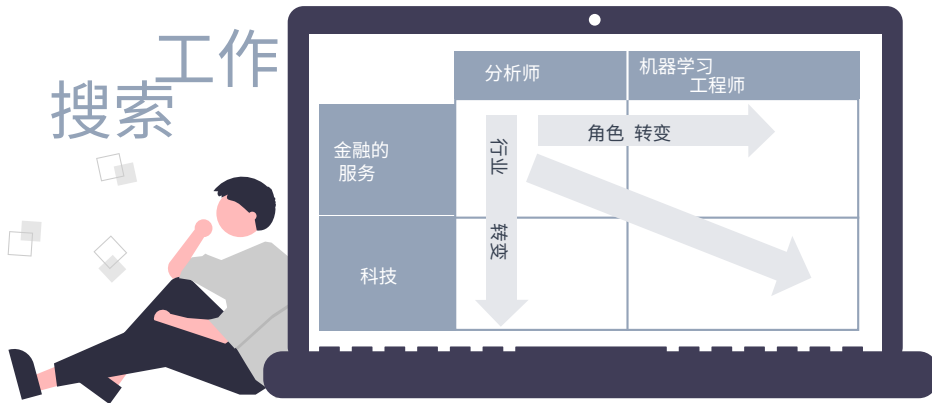 工作
搜索
分析师
机器学习
工程师
金融的
服务
角色 转变
行业 转变
科技